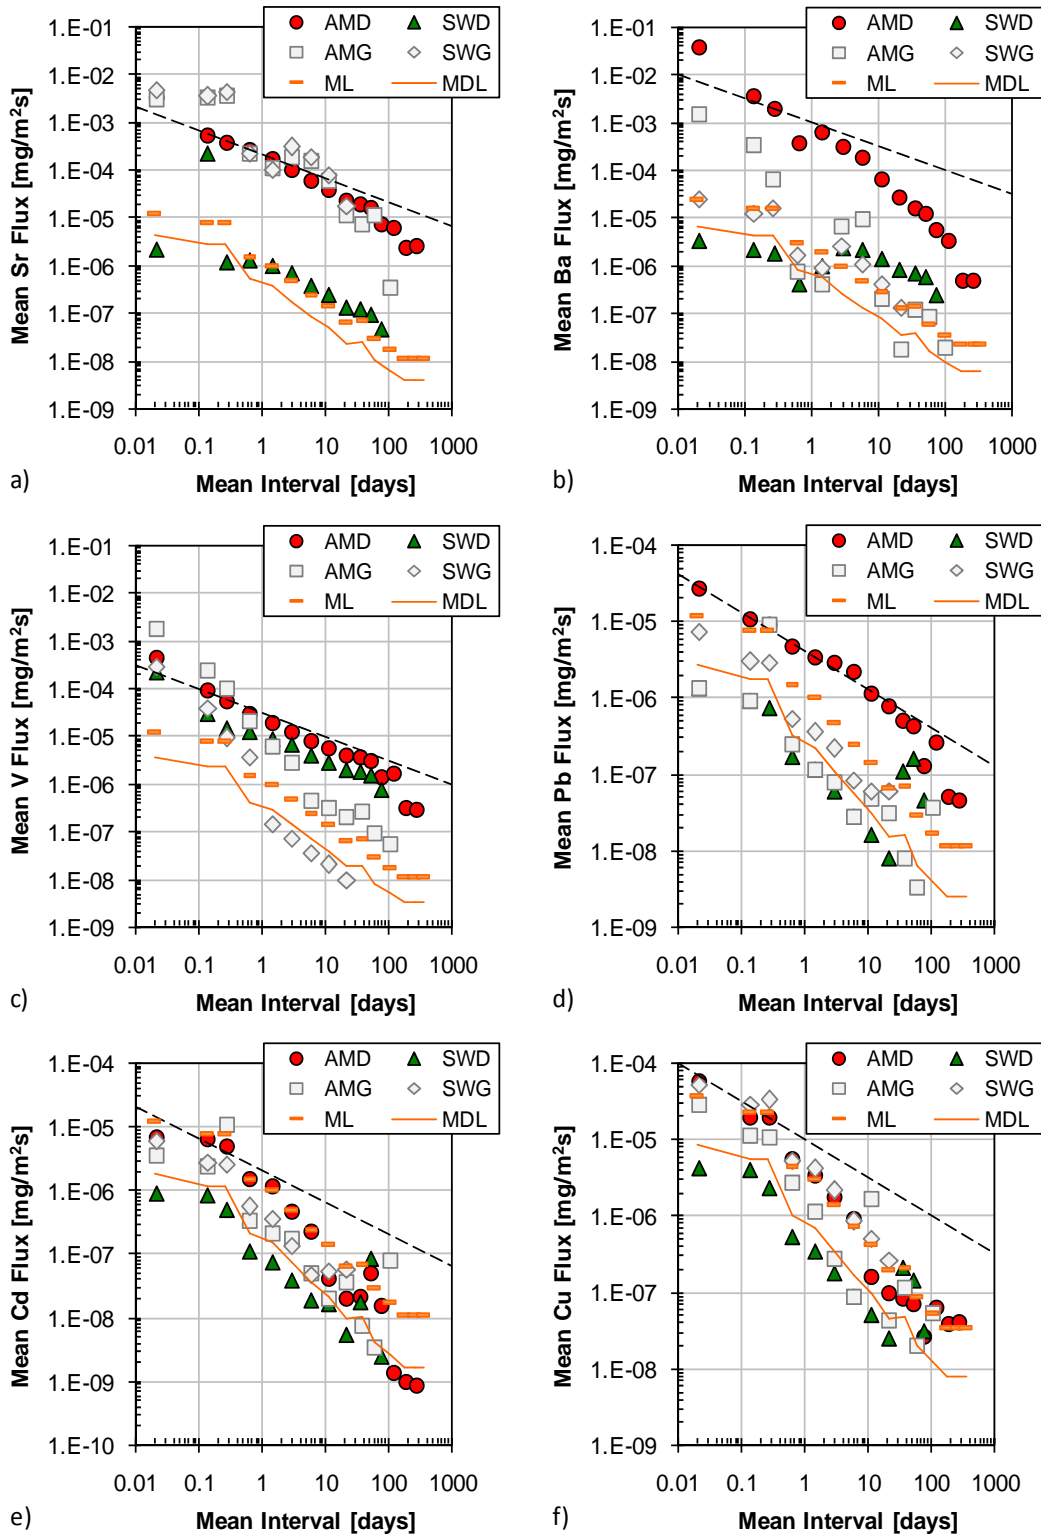 1.E-01
1.E-02
1.E-03
1.E-04
1.E-05
1.E-06
1.E-07
1.E-08
1.E-09
Mean Sr Flux [mg/m²s]
AMD SWD
AMG SWG
ML MDL
0.01 0.1 1 10 100 1000
Mean Interval [days]
a)
1.E-01
1.E-02
1.E-03
1.E-04
1.E-05
1.E-06
1.E-07
1.E-08
1.E-09
Mean Ba Flux [mg/m²s]
AMD SWD
AMG SWG
ML MDL
0.01 0.1 1 10 100 1000
Mean Interval [days]
b)
1.E-01
1.E-02
1.E-03
1.E-04
1.E-05
1.E-06
1.E-07
1.E-08
1.E-09
Mean V Flux [mg/m²s]
AMD SWD
AMG SWG
ML MDL
0.01 0.1 1 10 100 1000
Mean Interval [days]
c)
1.E-04
1.E-05
1.E-06
1.E-07
1.E-08
1.E-09
Mean Pb Flux [mg/m²s]
AMD SWD
AMG SWG
ML MDL
0.01 0.1 1 10 100 1000
Mean Interval [days]
d)
1.E-04
1.E-05
1.E-06
1.E-07
1.E-08
1.E-09
1.E-10
Mean Cd Flux [mg/m²s]
AMD SWD
AMG SWG
ML MDL
0.01 0.1 1 10 100 1000
Mean Interval [days]
e)
1.E-04
1.E-05
1.E-06
1.E-07
1.E-08
1.E-09
Mean Cu Flux [mg/m²s]
AMD SWD
AMG SWG
ML MDL
0.01 0.1 1 10 100 1000
Mean Interval [days]
f)